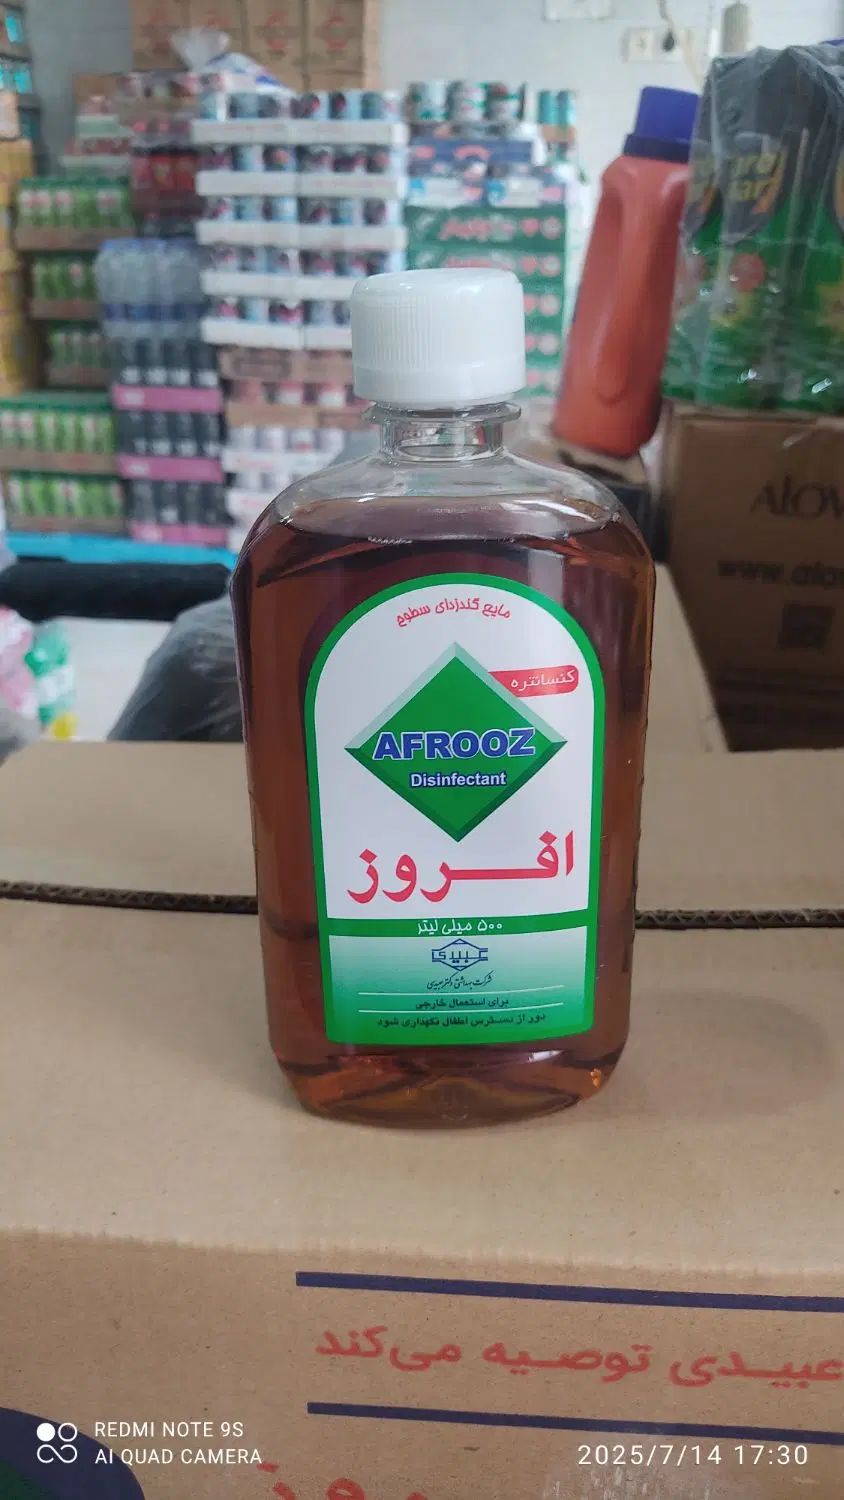 مایع گندزدای سطوح
کنسانتره
AFROOZ
Disinfectant
افروز
۵۰۰ میلی لیتر
عبیدی
شرکت بهداشتی دکتر عبیدی
برای استعمال خارجی
دور از دسترس اطفال نگهداری شود
عبیدی توصیه می‌کند
REDMI NOTE 9S
AI QUAD CAMERA
2025/7/14 17:30